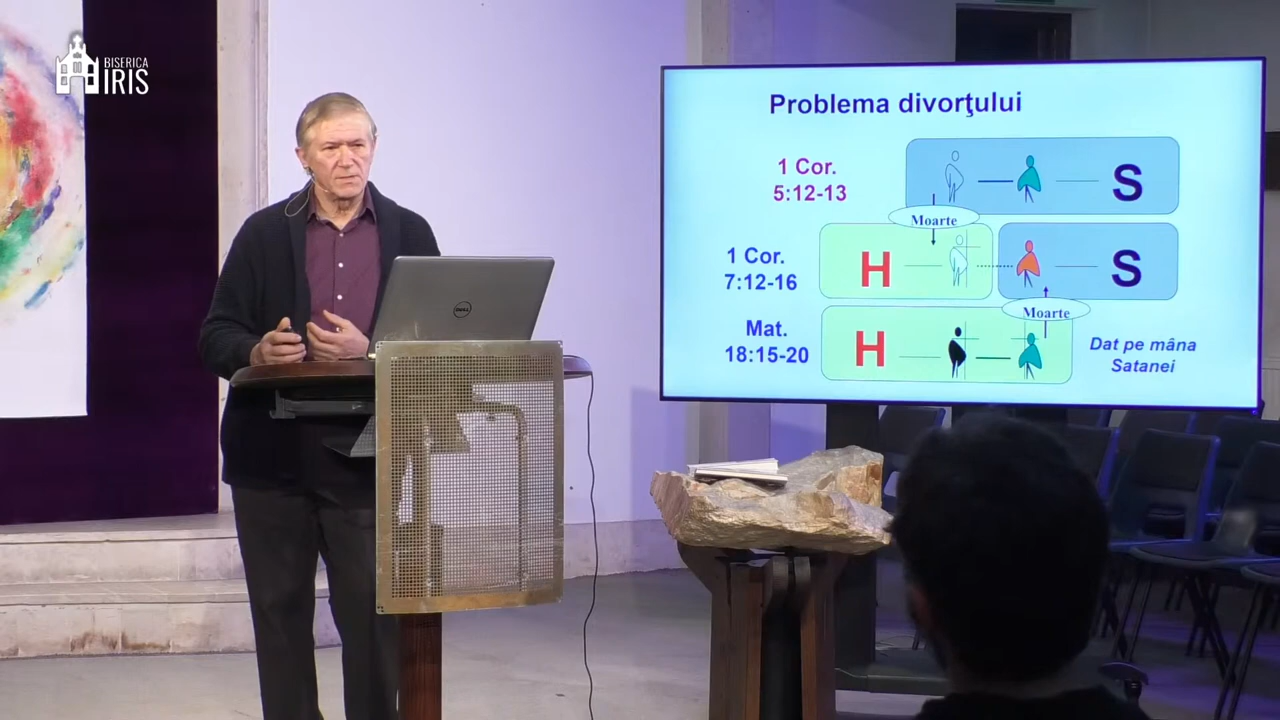 BISERICA
IRIS
Problema divorţului
1 Cor.
5:12-13
S
Moarte
1 Cor.
7:12-16
H
S
Moarte
Mat.
18:15-20
H
Dat pe mâna
Satanei
DELL